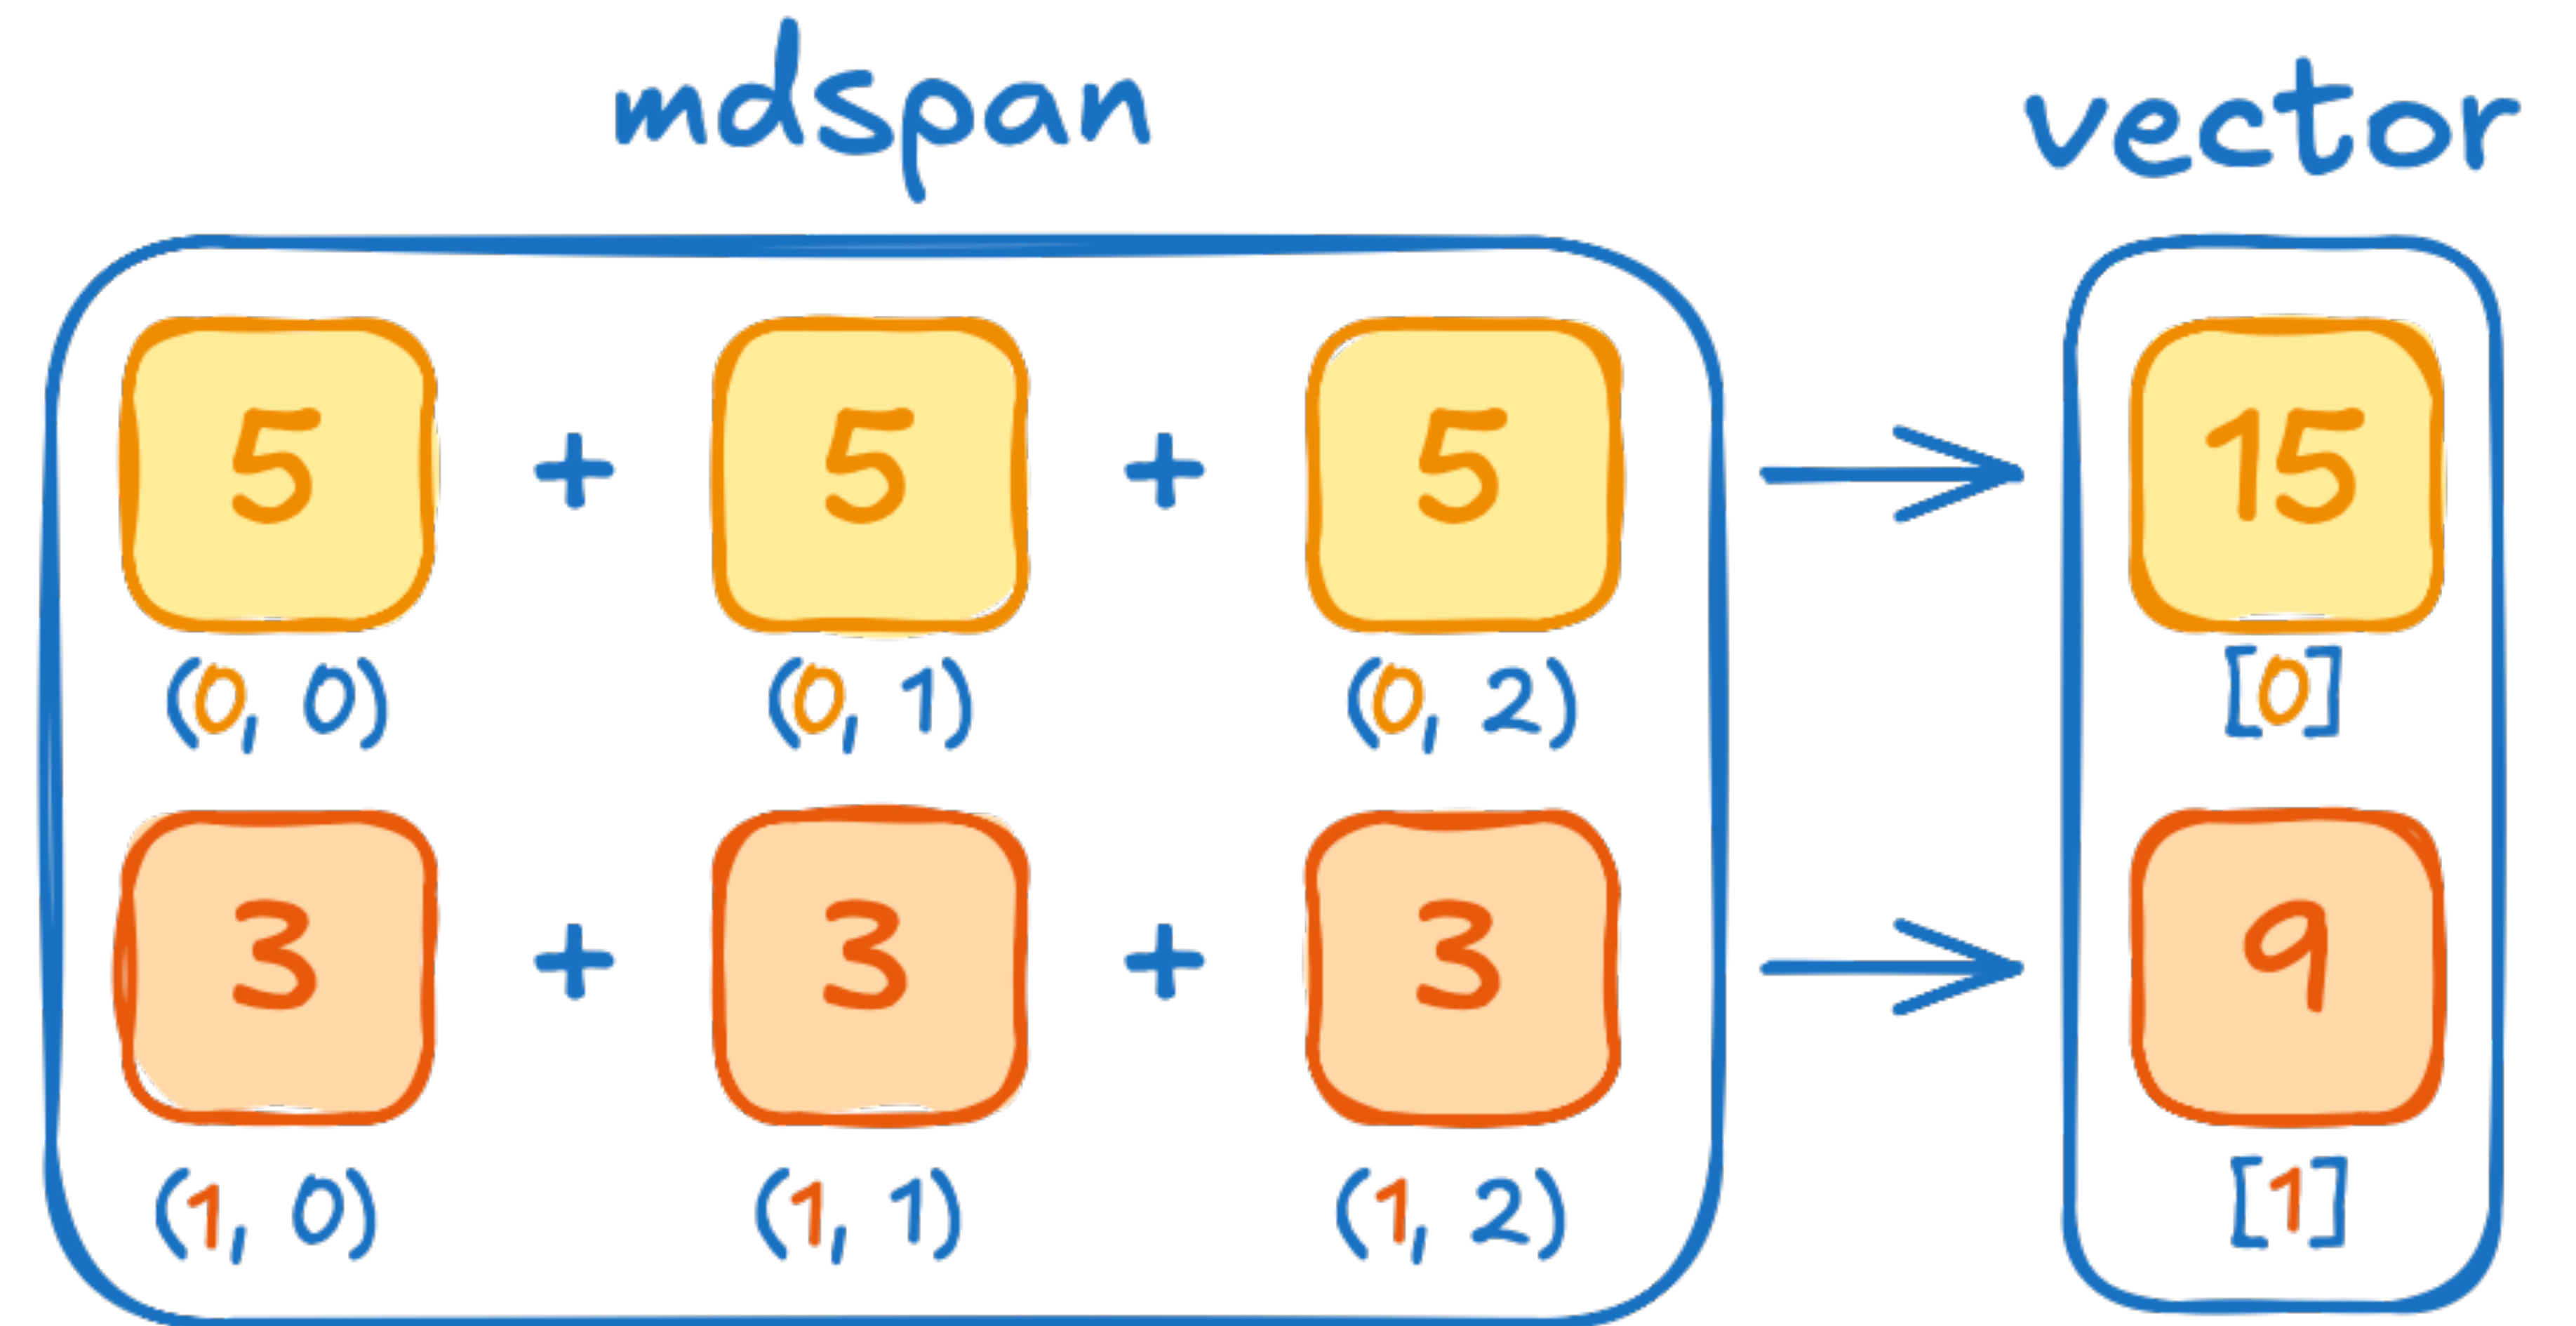 mdspan vector
5 + 5 + 5 15
(0, 0) (0, 1) (0, 2) [0]
3 + 3 + 3 9
(1, 0) (1, 1) (1, 2) [1]